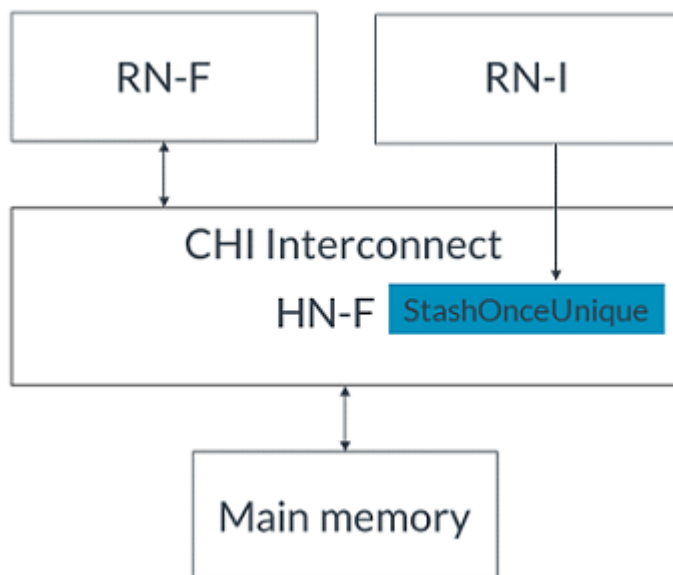 RN-F
RN-I
CHI Interconnect
HN-F
StashOnceUnique
Main memory